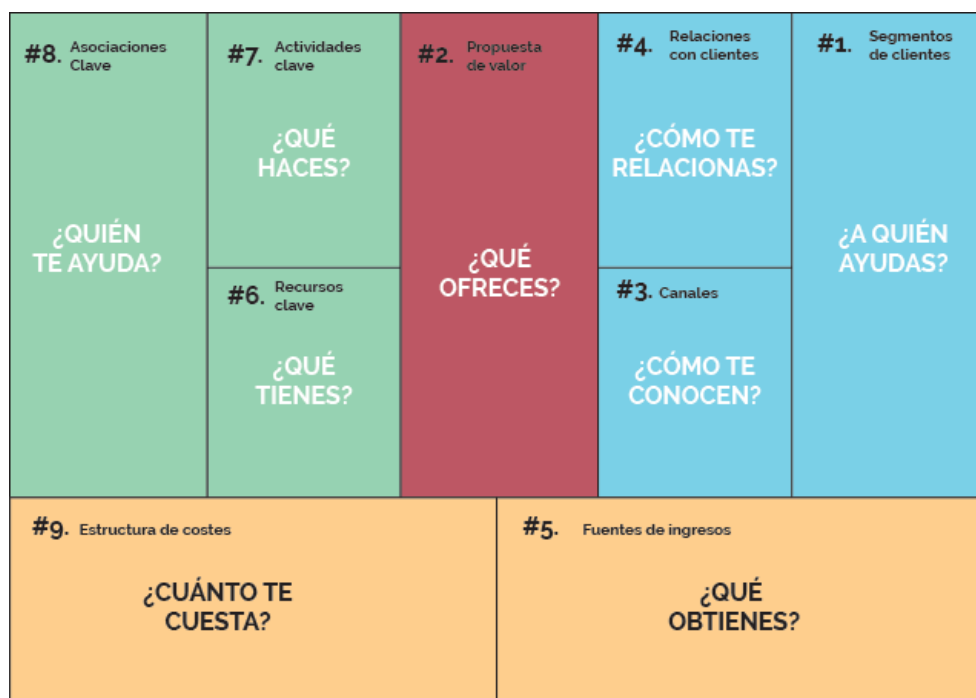 #8. Asociaciones
Clave
¿QUIÉN
TE AYUDA?
#7. Actividades
clave
¿QUÉ
HACES?
#6. Recursos
clave
¿QUÉ
TIENES?
#2. Propuesta
de valor
¿QUÉ
OFRECES?
#4. Relaciones
con clientes
¿CÓMO TE
RELACIONAS?
#3. Canales
¿CÓMO TE
CONOCEN?
#1. Segmentos
de clientes
¿A QUIÉN
AYUDAS?
#9. Estructura de costes
¿CUÁNTO TE
CUESTA?
#5. Fuentes de ingresos
¿QUÉ
OBTIENES?